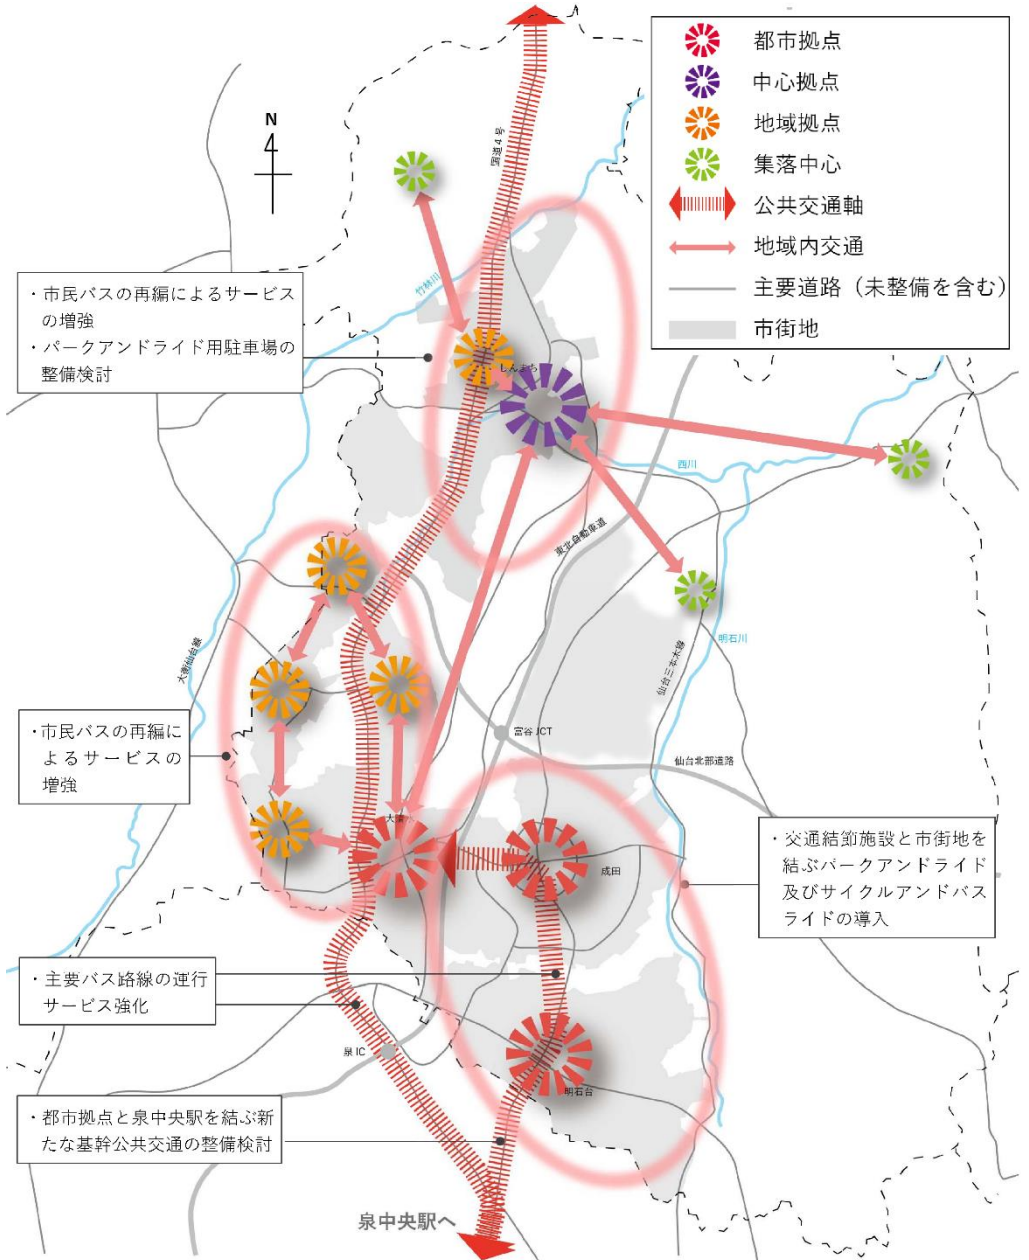 都市拠点
中心拠点
地域拠点
集落中心
公共交通軸
地域内交通
主要道路（未整備を含む）
市街地
N
国道4号
竹林川
・市民バスの再編によるサービス
の増強
・パークアンドライド用駐車場の
整備検討
しんまち
西川
東北自動車道
大衡仙台線
明石川
仙台三本木線
・市民バスの再編に
よるサービスの
増強
富谷JCT
仙台北部道路
成田
・交通結節施設と市街地を
結ぶパークアンドライド
及びサイクルアンドバス
ライドの導入
・主要バス路線の運行
サービス強化
泉IC
明石台
・都市拠点と泉中央駅を結ぶ新
たな基幹公共交通の整備検討
泉中央駅へ